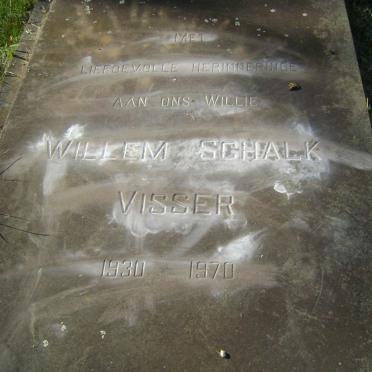 MET
LIEFDEVOLLE HERINNERINGE
AAN ONS WILLIE
WILLEM SCHALK
VISSER
1930 1970